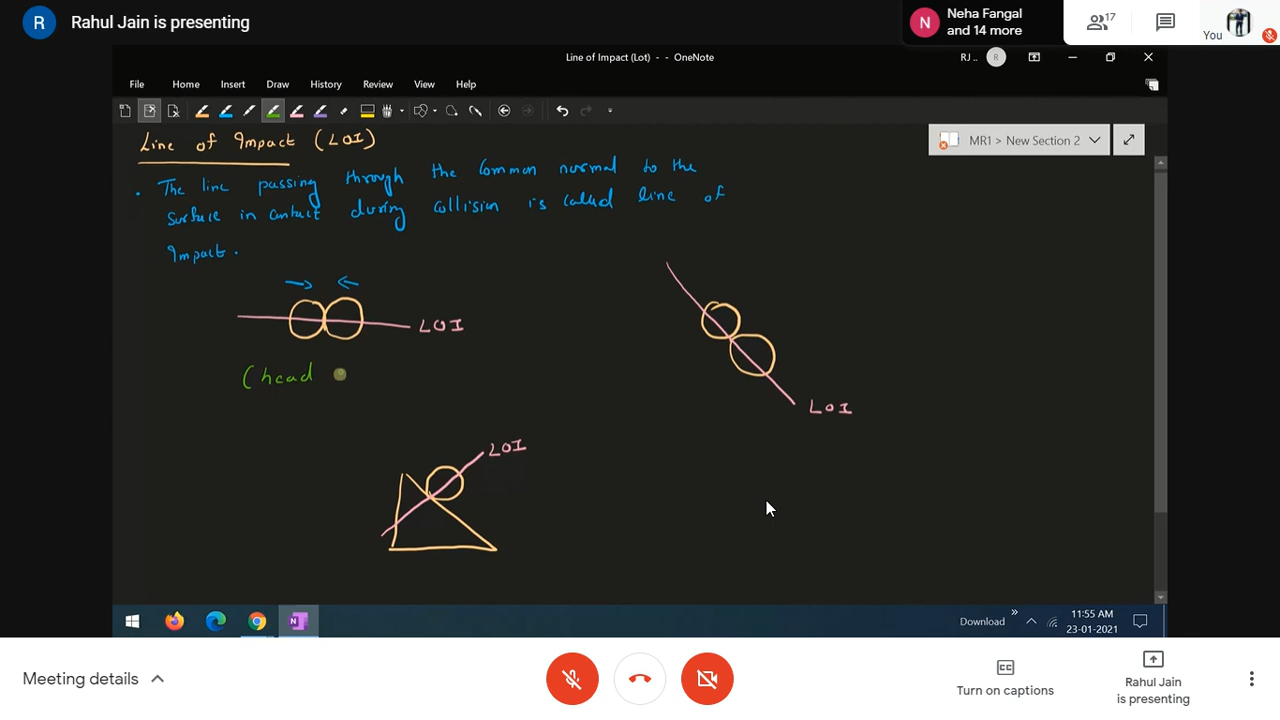 R Rahul Jain is presenting
N Neha Fangal
and 14 more
17
You
Line of Impact (LoI) - - OneNote
RJ .. R
File Home Insert Draw History Review View Help
MR1 > New Section 2
Line of Impact (LOI)
. The line passing through the common normal to the
surface in contact during collision is called line of
Impact.
LOI
(head
LOI
LOI
N
Download
11:55 AM
23-01-2021
Meeting details
CC
Turn on captions
Rahul Jain
is presenting